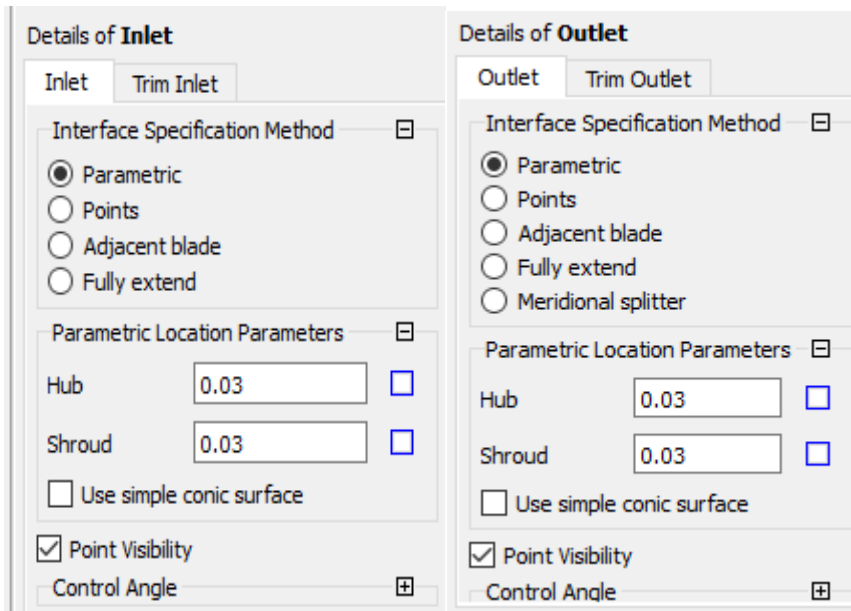 Details of Inlet
Inlet Trim Inlet
Interface Specification Method
Parametric
Points
Adjacent blade
Fully extend
Parametric Location Parameters
Hub 0.03
Shroud 0.03
Use simple conic surface
Point Visibility
Control Angle
Details of Outlet
Outlet Trim Outlet
Interface Specification Method
Parametric
Points
Adjacent blade
Fully extend
Meridional splitter
Parametric Location Parameters
Hub 0.03
Shroud 0.03
Use simple conic surface
Point Visibility
Control Angle